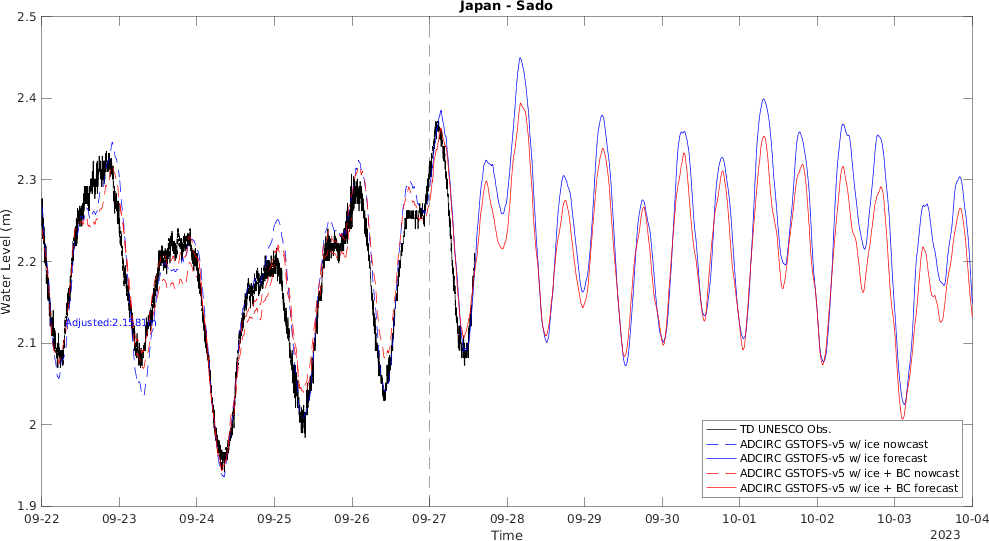 Japan - Sado
2.5
2.4
2.3
2.2
2.1
2
1.9
Water Level (m)
TD UNESCO Obs.
ADCIRC GSTOFS-v5 w/ ice nowcast
ADCIRC GSTOFS-v5 w/ ice forecast
ADCIRC GSTOFS-v5 w/ ice + BC nowcast
ADCIRC GSTOFS-v5 w/ ice + BC forecast
09-22 09-23 09-24 09-25 09-26 09-27 09-28 09-29 09-30 10-01 10-02 10-03 10-04
Time
2023